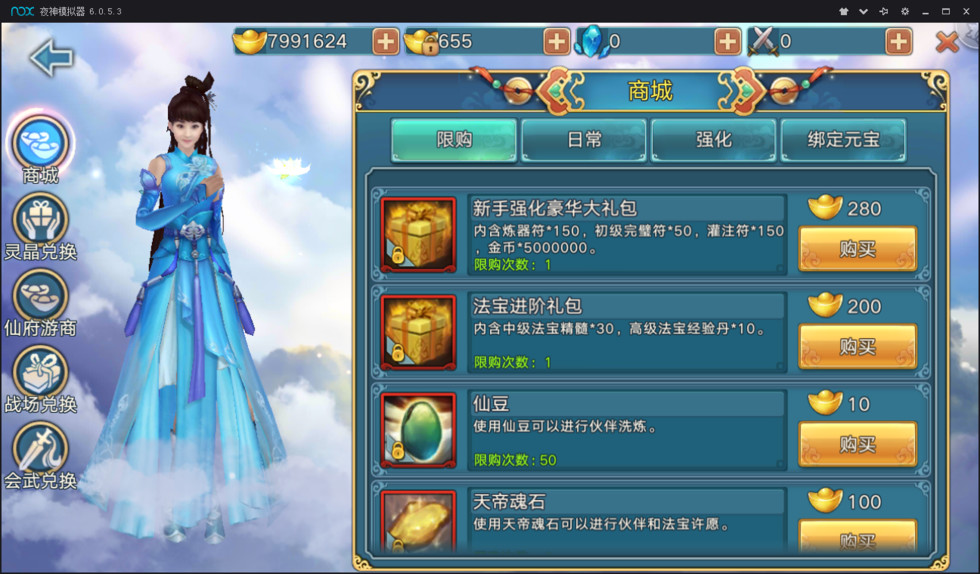 nox 夜神模拟器 6.0.5.3
7991624
655
0
0
商城
限购
日常
强化
绑定元宝
商城
灵晶兑换
仙府游商
战场兑换
会武兑换
新手强化豪华大礼包
内含炼器符*150，初级完璧符*50，灌注符*150
，金币*5000000。
限购次数：1
280
购买
法宝进阶礼包
内含中级法宝精髓*30，高级法宝经验丹*10。
限购次数：1
200
购买
仙豆
使用仙豆可以进行伙伴洗炼。
限购次数：50
10
购买
天帝魂石
使用天帝魂石可以进行伙伴和法宝许愿。
100
购买